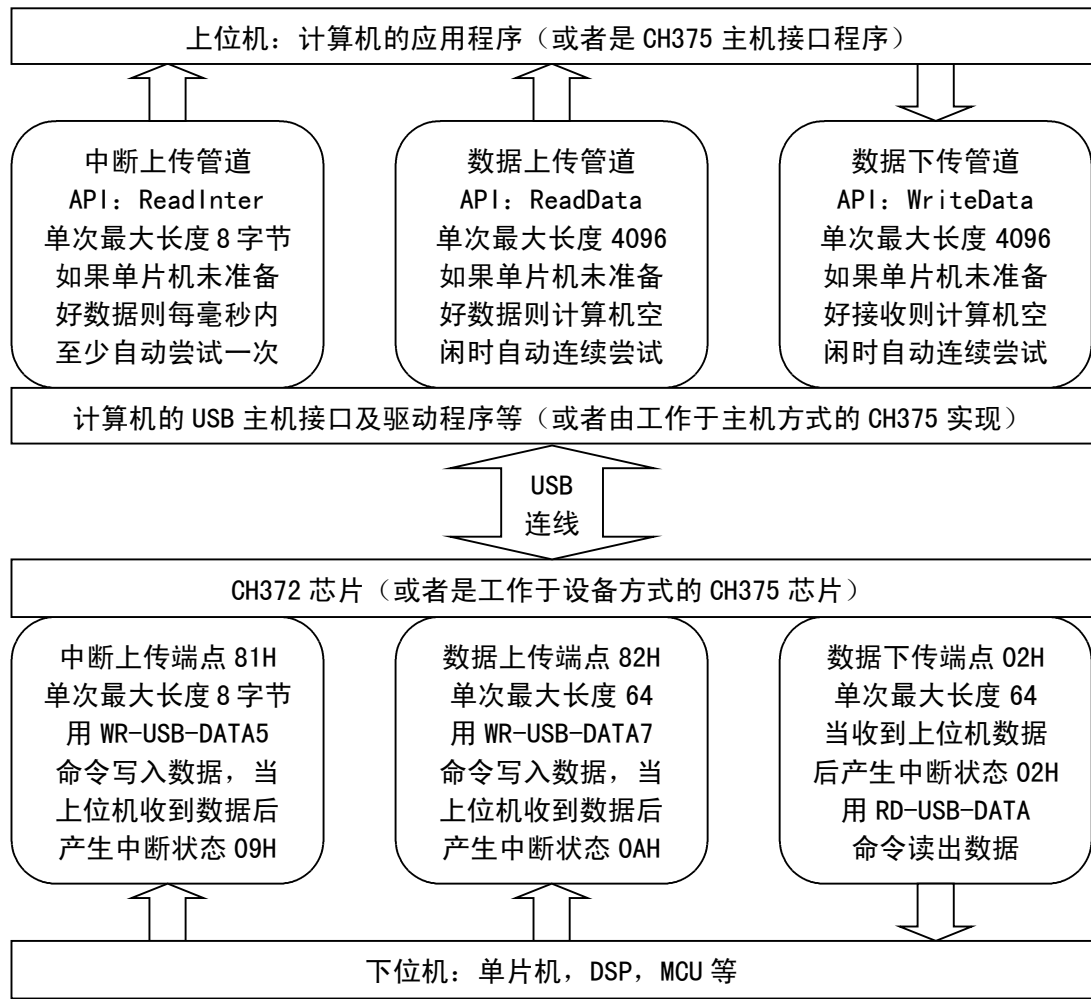 上位机：计算机的应用程序（或者是 CH375 主机接口程序）
中断上传管道
API：ReadInter
单次最大长度 8 字节
如果单片机未准备
好数据则每毫秒内
至少自动尝试一次
数据上传管道
API：ReadData
单次最大长度 4096
如果单片机未准备
好数据则计算机空
闲时自动连续尝试
数据下传管道
API：WriteData
单次最大长度 4096
如果单片机未准备
好接收则计算机空
闲时自动连续尝试
计算机的 USB 主机接口及驱动程序等（或者由工作于主机方式的 CH375 实现）
USB
连线
CH372 芯片（或者是工作于设备方式的 CH375 芯片）
中断上传端点 81H
单次最大长度 8 字节
用 WR-USB-DATA5
命令写入数据，当
上位机收到数据后
产生中断状态 09H
数据上传端点 82H
单次最大长度 64
用 WR-USB-DATA7
命令写入数据，当
上位机收到数据后
产生中断状态 0AH
数据下传端点 02H
单次最大长度 64
当收到上位机数据
后产生中断状态 02H
用 RD-USB-DATA
命令读出数据
下位机：单片机，DSP，MCU 等